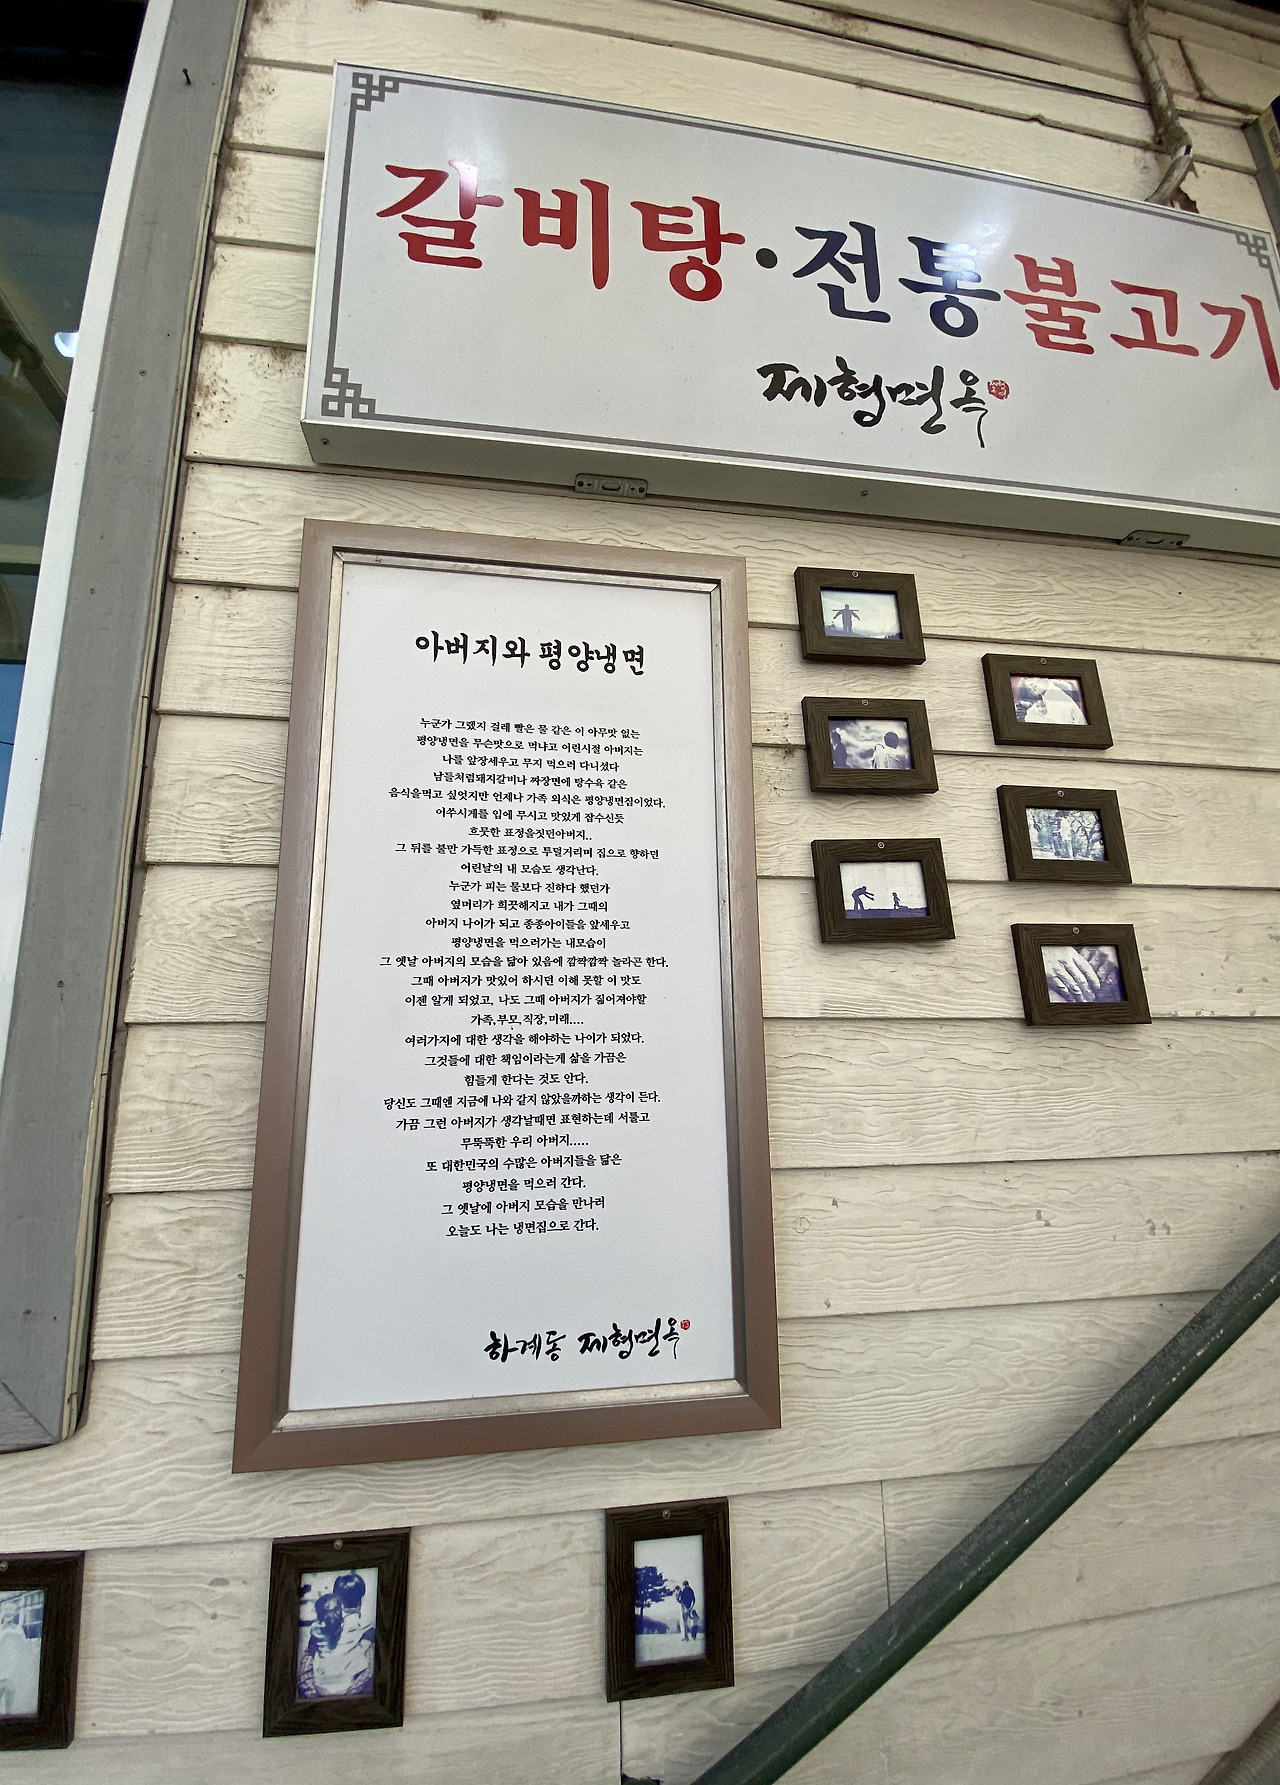 갈비탕·전통불고기
제형면옥
아버지와 평양냉면
누군가 그랬지 걸레 빨은 물 같은 이 아무맛 없는
평양냉면을 무슨맛으로 먹냐고 어린시절 아버지는
나를 앞장세우고 무지 먹으러 다니셨다
남들처럼돼지갈비나 짜장면에 탕수육 같은
음식을먹고 싶엇지만 언제나 가족 외식은 평양냉면집이었다.
이쑤시게를 입에 무시고 맛있게 잡수신듯
흐뭇한 표정을짓던아버지..
그 뒤를 불만 가득한 표정으로 투덜거리며 집으로 향하던
어린날의 내 모습도 생각난다.
누군가 피는 물보다 진하다 했던가
옆머리가 희끗해지고 내가 그때의
아버지 나이가 되고 종종아이들을 앞세우고
평양냉면을 먹으러가는 내모습이
그 옛날 아버지의 모습을 닮아 있음에 깜짝깜짝 놀라곤 한다.
그때 아버지가 맛있어 하시던 이해 못할 이 맛도
이젠 알게 되었고, 나도 그때 아버지가 짊어져야할
가족,부모,직장,미래....
여러가지에 대한 생각을 해야하는 나이가 되었다.
그것들에 대한 책임이라는게 삶을 가끔은
힘들게 한다는 것도 안다.
당신도 그때엔 지금에 나와 같지 않았을까하는 생각이 든다.
가끔 그런 아버지가 생각날때면 표현하는데 서툴고
무뚝뚝한 우리 아버지.....
또 대한민국의 수많은 아버지들을 닮은
평양냉면을 먹으러 간다.
그 옛날에 아버지 모습을 만나러
오늘도 나는 냉면집으로 간다.
하계동 제형면옥